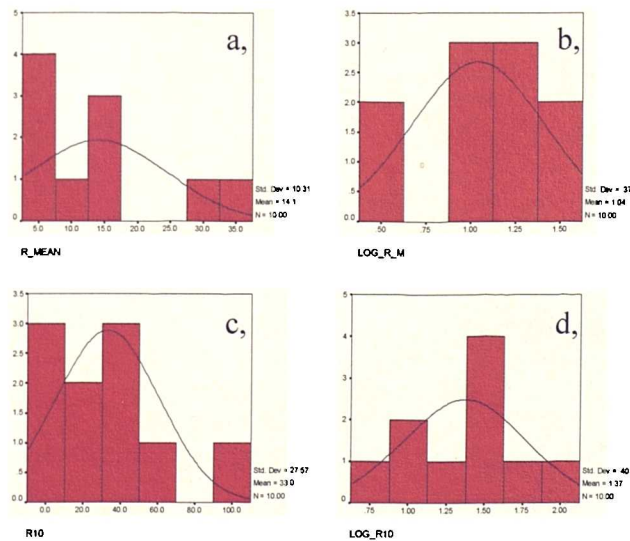 a,
5
4
3
2
1
0
5.0 10.0 15.0 20.0 25.0 30.0 35.0
Std. Dev = 10.31
Mean = 14.1
N = 10.00
R_MEAN
b,
3.5
3.0
2.5
2.0
1.5
1.0
.5
0.0
.50 .75 1.00 1.25 1.50
Std. Dev = .37
Mean = 1.04
N = 10.00
LOG_R_M
c,
3.5
3.0
2.5
2.0
1.5
1.0
.5
0.0
0.0 20.0 40.0 60.0 80.0 100.0
Std. Dev = 27.57
Mean = 33.0
N = 10.00
R10
d,
5
4
3
2
1
0
.75 1.00 1.25 1.50 1.75 2.00
Std. Dev = .40
Mean = 1.37
N = 10.00
LOG_R10